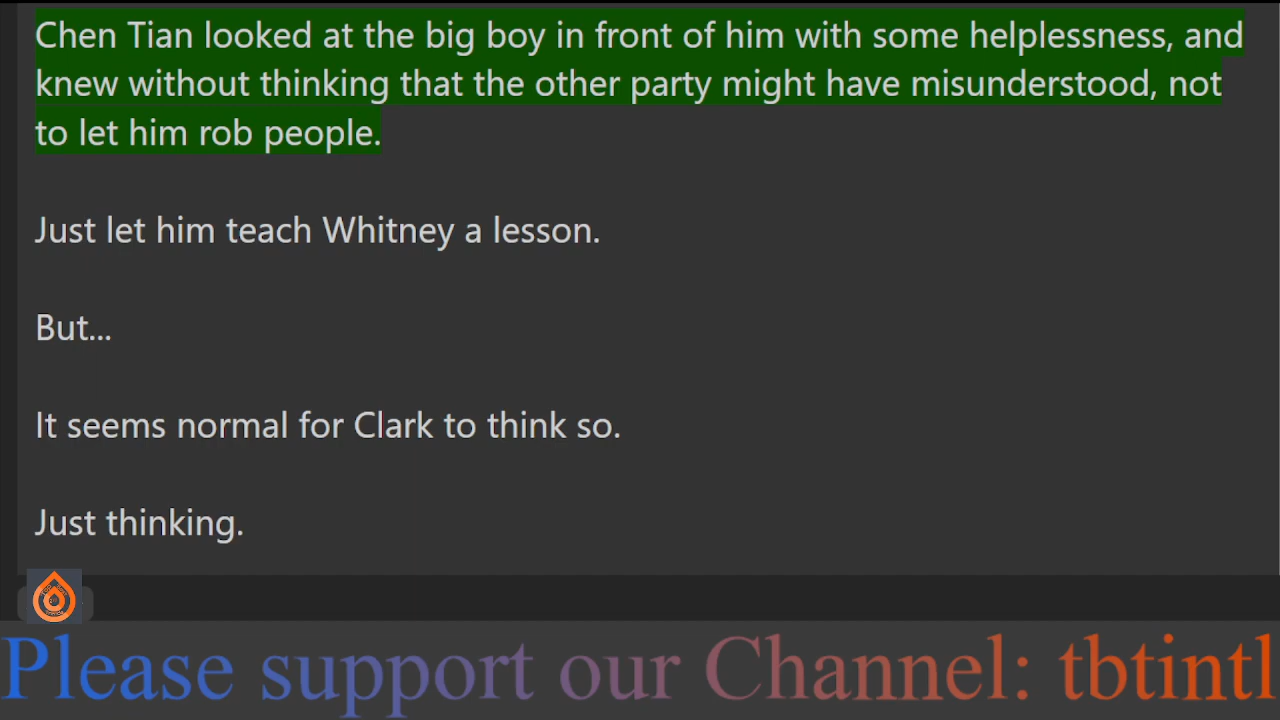 Chen Tian looked at the big boy in front of him with some helplessness, and
knew without thinking that the other party might have misunderstood, not
to let him rob people.
Just let him teach Whitney a lesson.
But...
It seems normal for Clark to think so.
Just thinking.
Please support our Channel: tbtintl